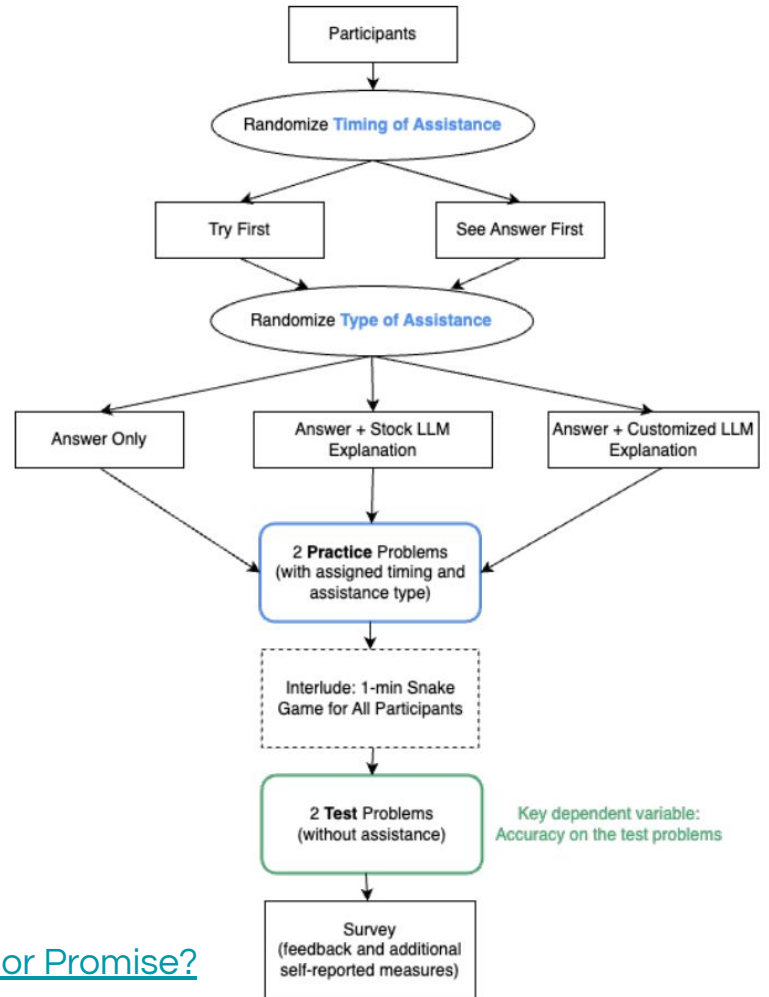 Participants
Randomize Timing of Assistance
Try First
See Answer First
Randomize Type of Assistance
Answer Only
Answer + Stock LLM
Explanation
Answer + Customized LLM
Explanation
2 Practice Problems
(with assigned timing and
assistance type)
Interlude: 1-min Snake
Game for All Participants
2 Test Problems
(without assistance)
Key dependent variable:
Accuracy on the test problems
Survey
(feedback and additional
self-reported measures)
or Promise?